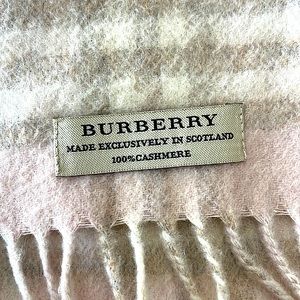 BURBERRY
MADE EXCLUSIVELY IN SCOTLAND
100%CASHMERE